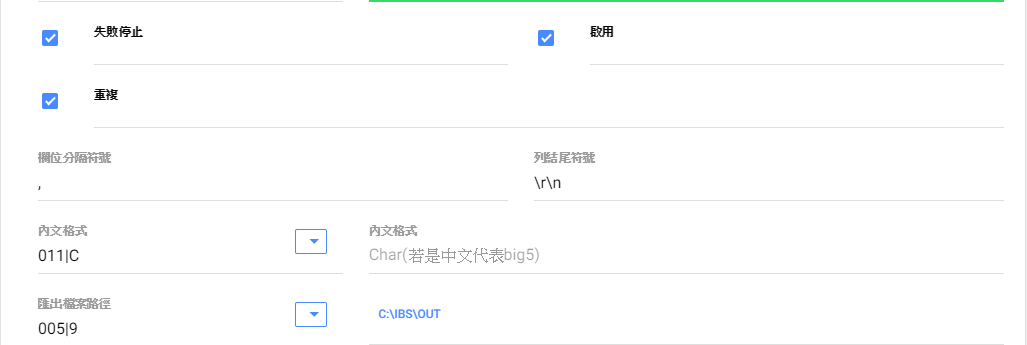 失敗停止
啟用
重複
欄位分隔符號
列結尾符號
,
\r\n
內文格式
內文格式
011|C
Char(若是中文代表big5)
匯出檔案路徑
005|9
C:\IBS\OUT